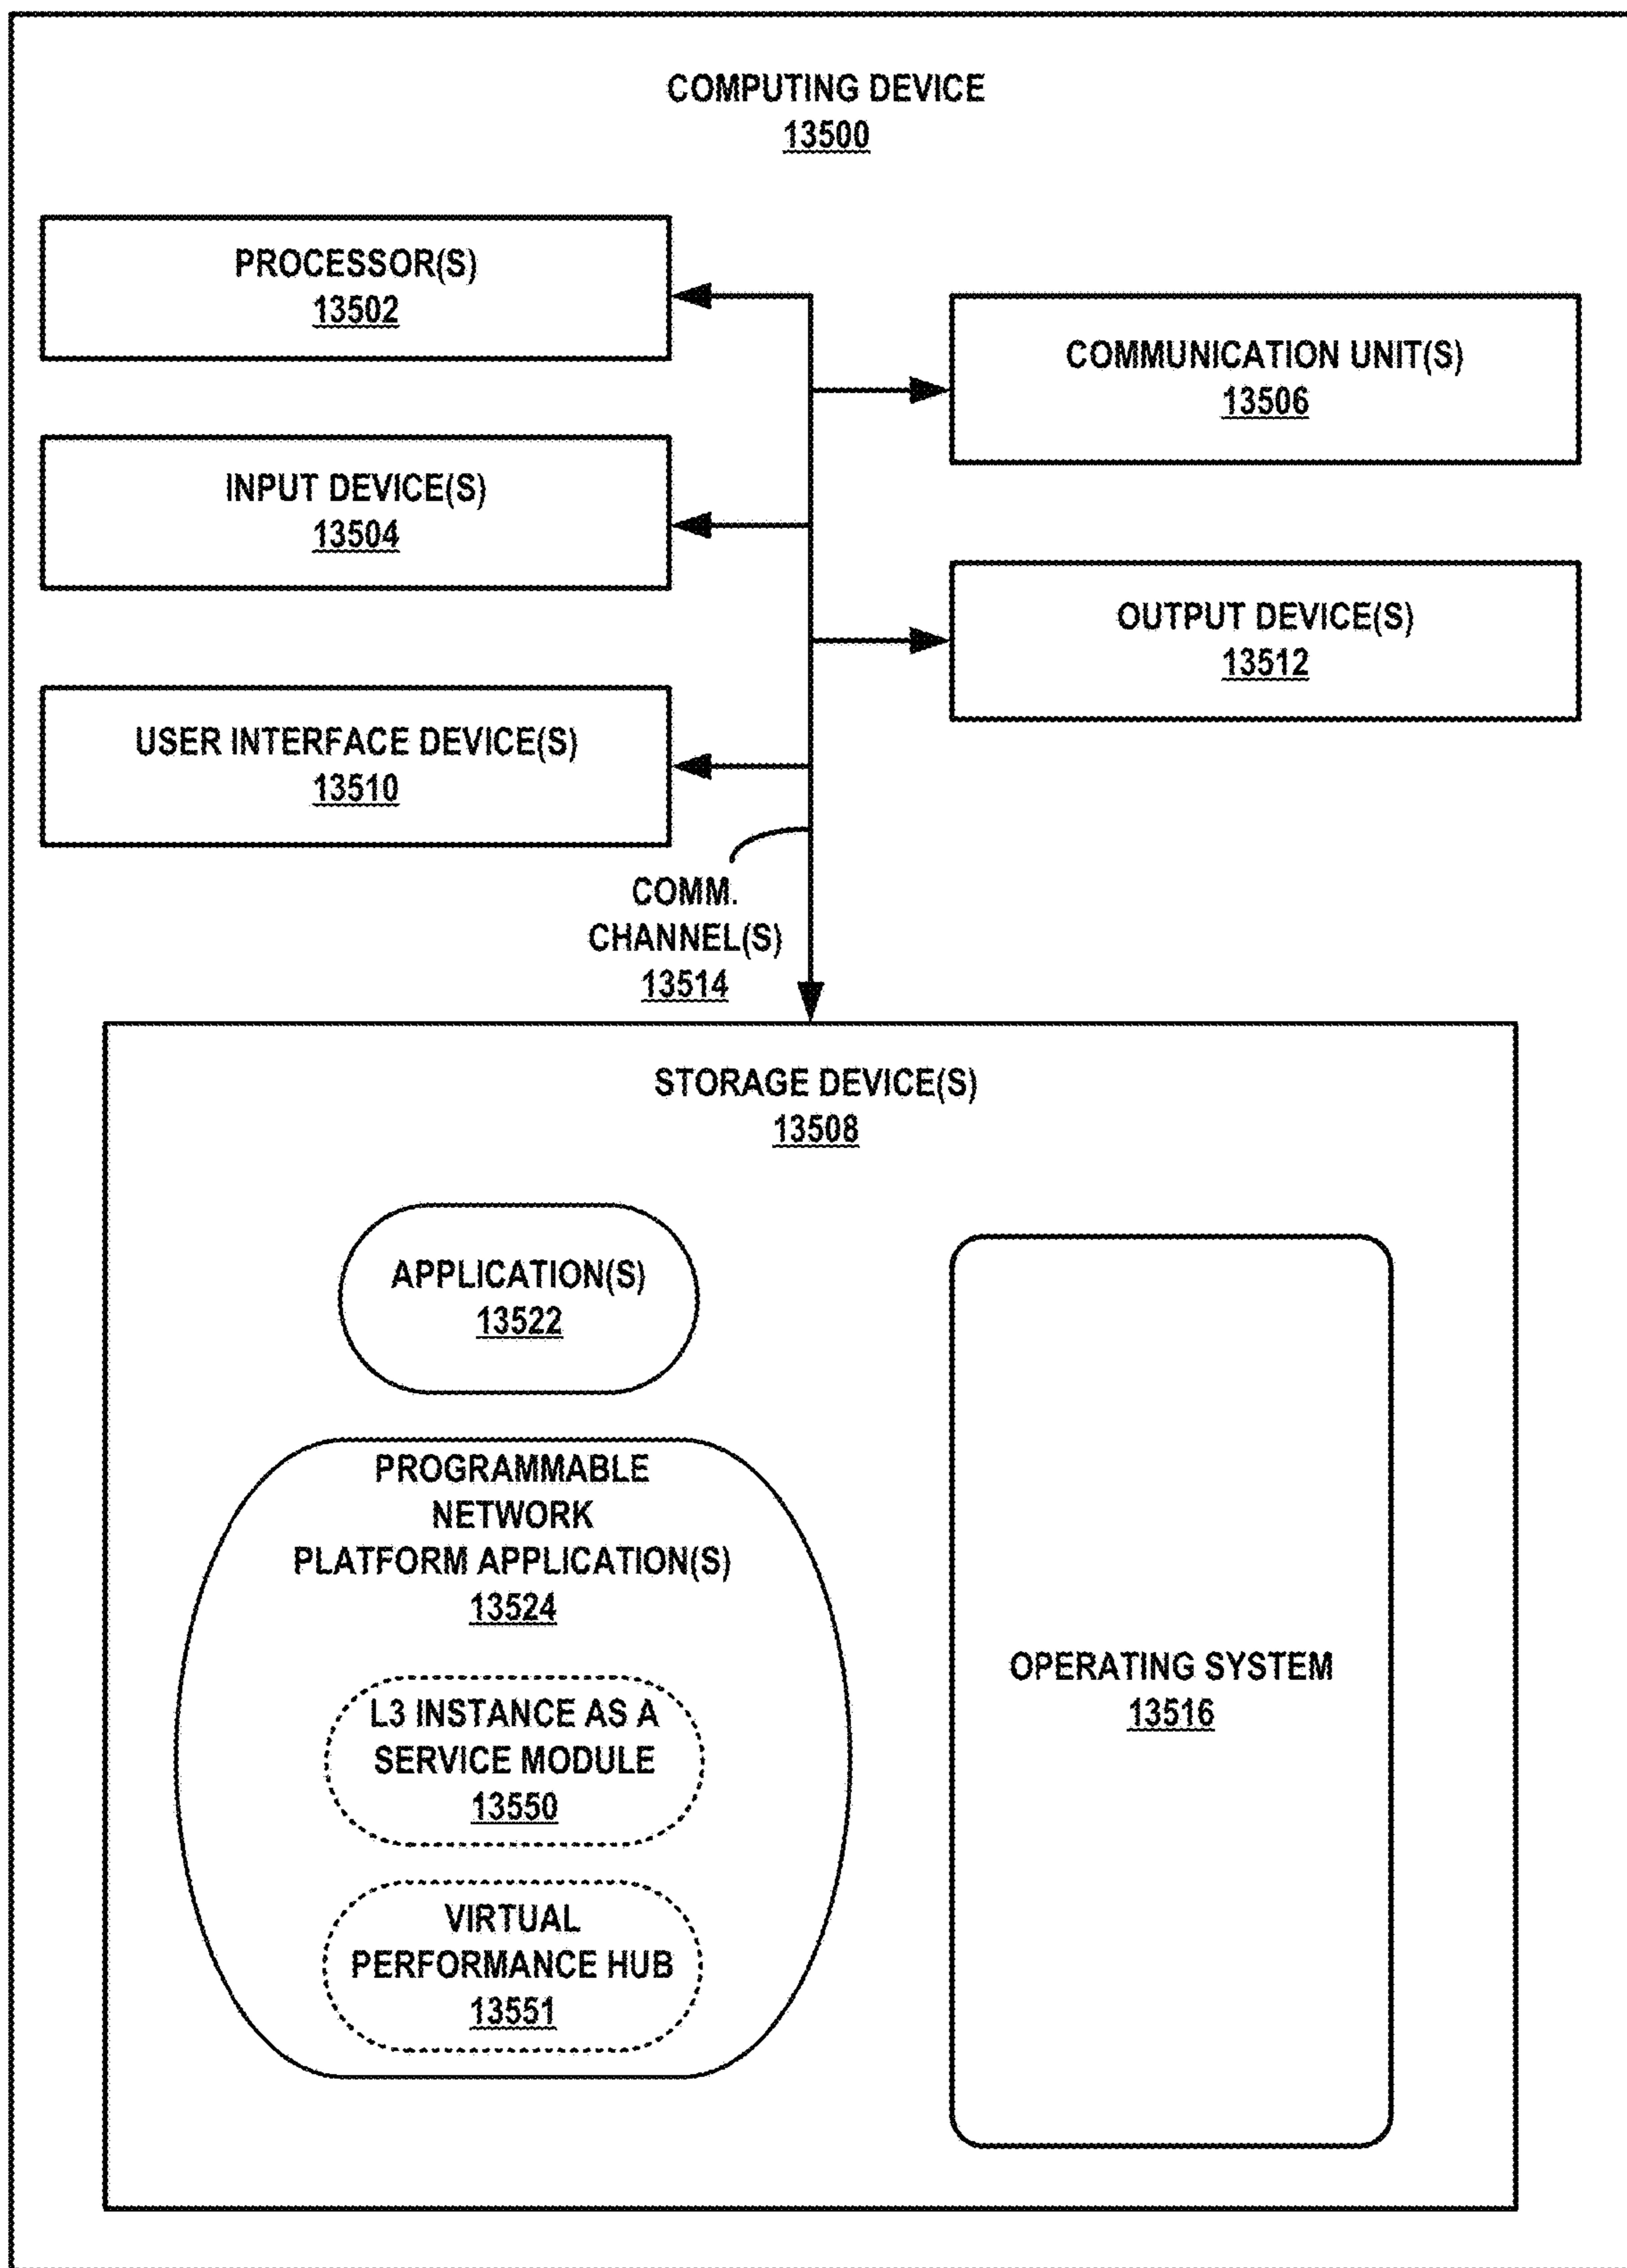 COMPUTING DEVICE
13500
PROCESSOR(S)
13502
COMMUNICATION UNIT(S)
13506
INPUT DEVICE(S)
13504
OUTPUT DEVICE(S)
13512
USER INTERFACE DEVICE(S)
13510
COMM.
CHANNEL(S)
13514
STORAGE DEVICE(S)
13508
APPLICATION(S)
13522
PROGRAMMABLE
NETWORK
PLATFORM APPLICATION(S)
13524
L3 INSTANCE AS A
SERVICE MODULE
13550
VIRTUAL
PERFORMANCE HUB
13551
OPERATING SYSTEM
13516